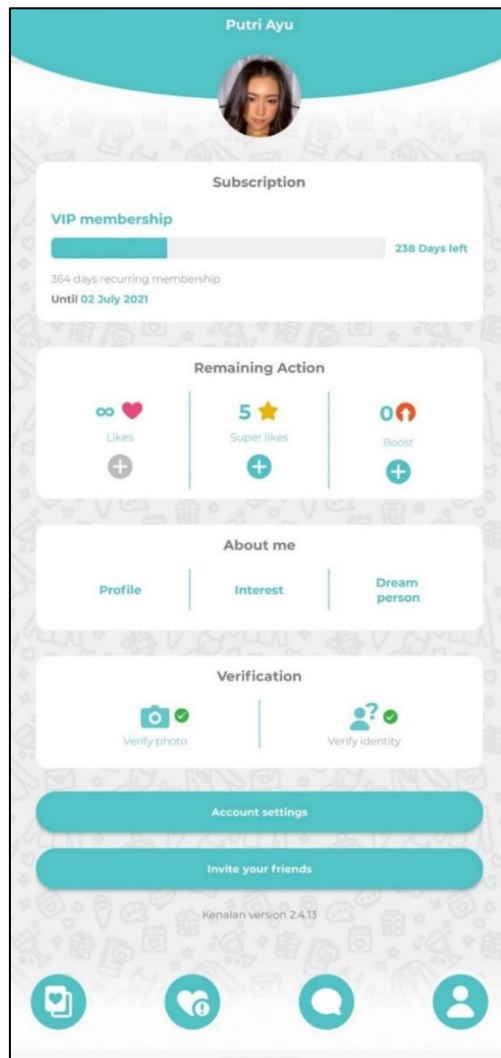 Putri Ayu
Subscription
VIP membership
238 Days left
364 days recurring membership
Until 02 July 2021
Remaining Action
∞
5
0
Likes
Super likes
Boost
About me
Profile
Interest
Dream
person
Verification
Verify photo
Verify identity
Account settings
Invite your friends
Kenalan version 2.4.13